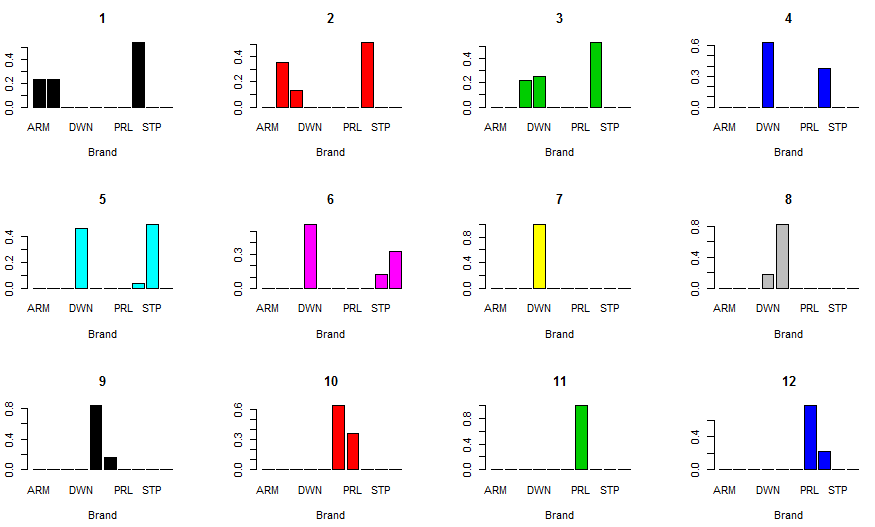 1
0.0 0.2 0.4
ARM DWN PRL STP
Brand
2
0.0 0.2 0.4
ARM DWN PRL STP
Brand
3
0.0 0.2 0.4
ARM DWN PRL STP
Brand
4
0.0 0.3 0.6
ARM DWN PRL STP
Brand
5
0.0 0.2 0.4
ARM DWN PRL STP
Brand
6
0.0 0.3
ARM DWN PRL STP
Brand
7
0.0 0.4 0.8
ARM DWN PRL STP
Brand
8
0.0 0.4 0.8
ARM DWN PRL STP
Brand
9
0.0 0.4 0.8
ARM DWN PRL STP
Brand
10
0.0 0.3 0.6
ARM DWN PRL STP
Brand
11
0.0 0.4 0.8
ARM DWN PRL STP
Brand
12
0.0 0.4
ARM DWN PRL STP
Brand